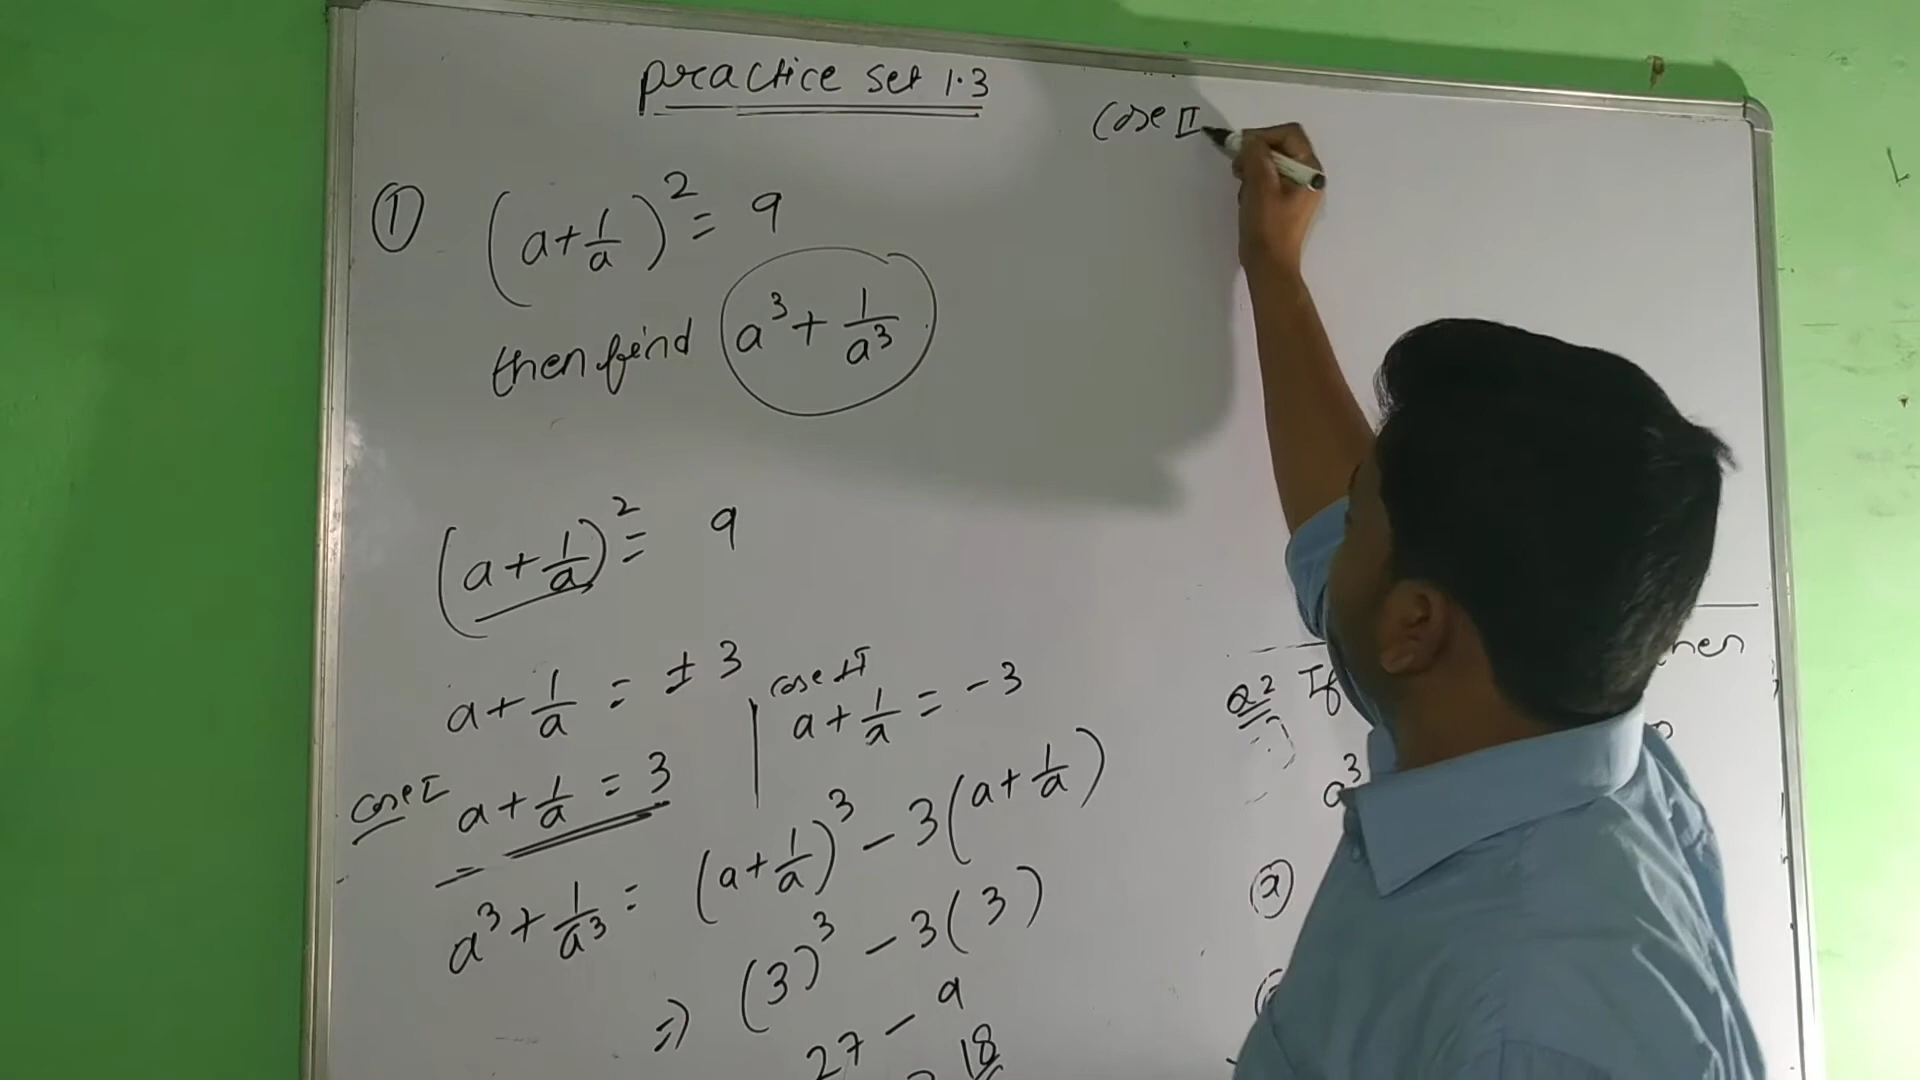 practice set 1.3
① (a + 1/a)² = 9
then find a³ + 1/a³
(a + 1/a)² = 9
a + 1/a = ± 3
case I a + 1/a = 3
case II
a + 1/a = -3
a³ + 1/a³ = (a + 1/a)³ - 3(a + 1/a)
⇒ (3)³ - 3(3)
27 - 9
18
Case II
Q2 If
a³